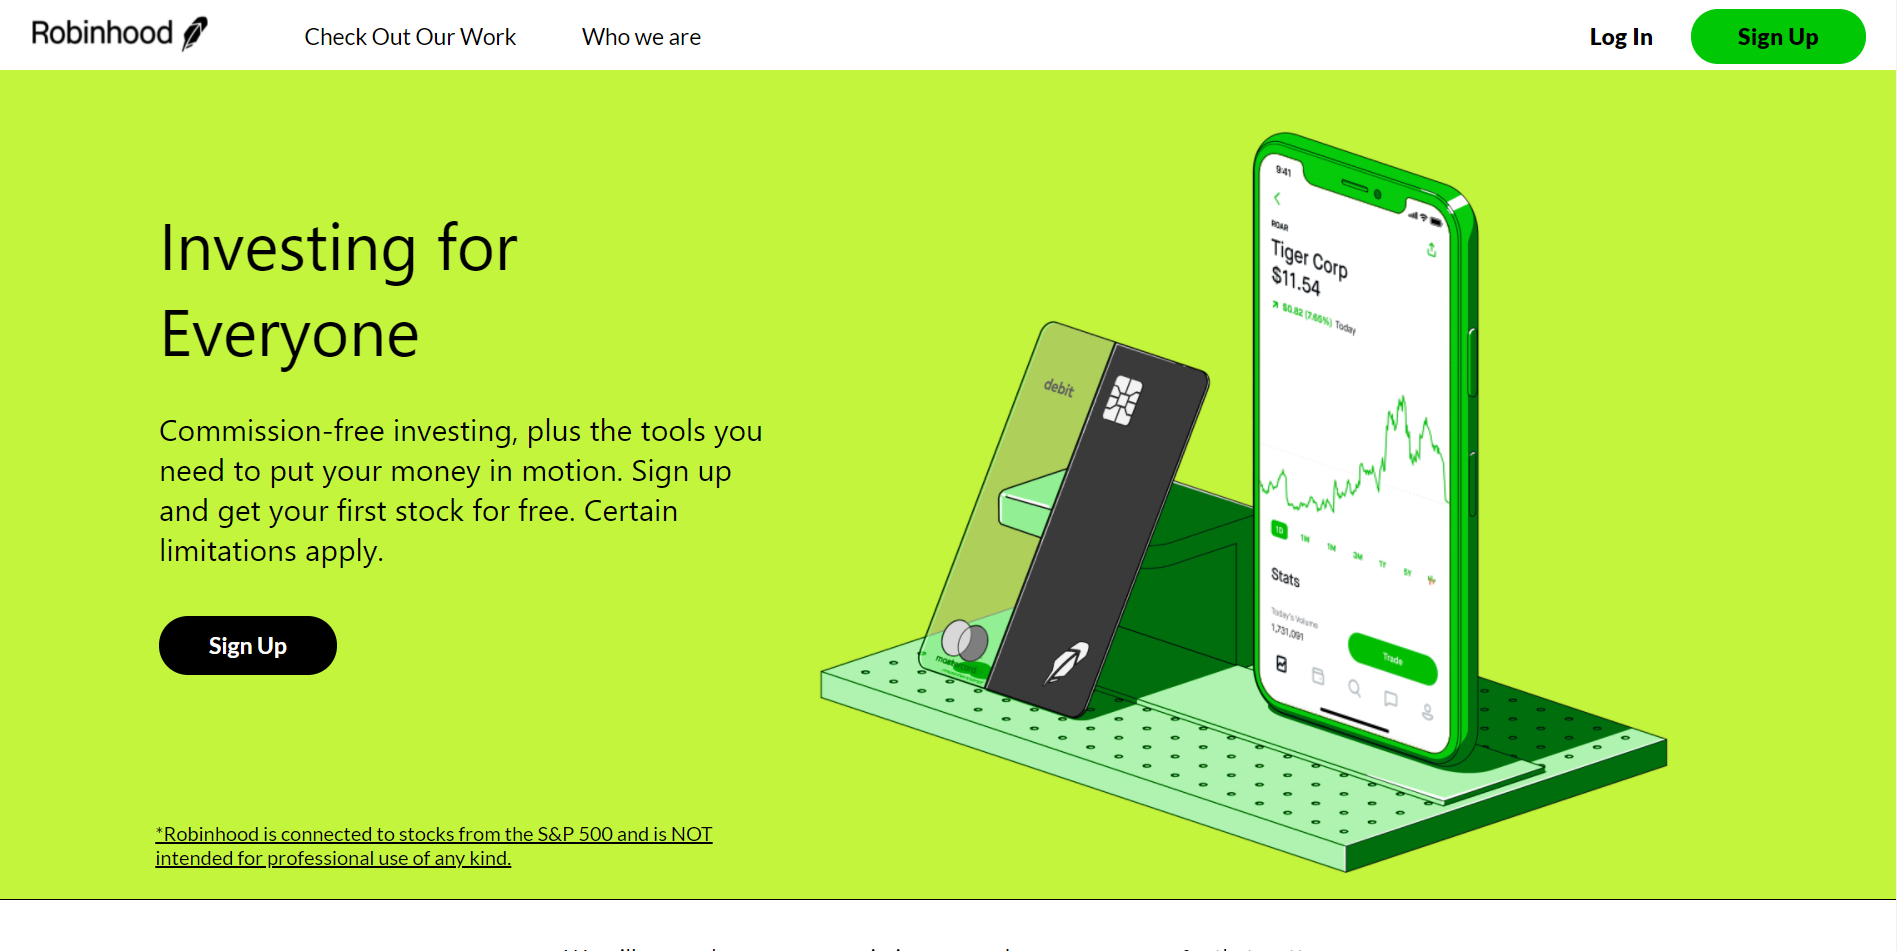 Robinhood
Check Out Our Work
Who we are
Log In
Sign Up
Investing for
Everyone
Commission-free investing, plus the tools you
need to put your money in motion. Sign up
and get your first stock for free. Certain
limitations apply.
Sign Up
*Robinhood is connected to stocks from the S&P 500 and is NOT
intended for professional use of any kind.
debit
mastercard
9:41
ROAR
Tiger Corp
$11.54
$0.82 (7.65%) Today
1D
1M
3M
1Y
5Y
Stats
Today's Volume
1,731,091
Trade